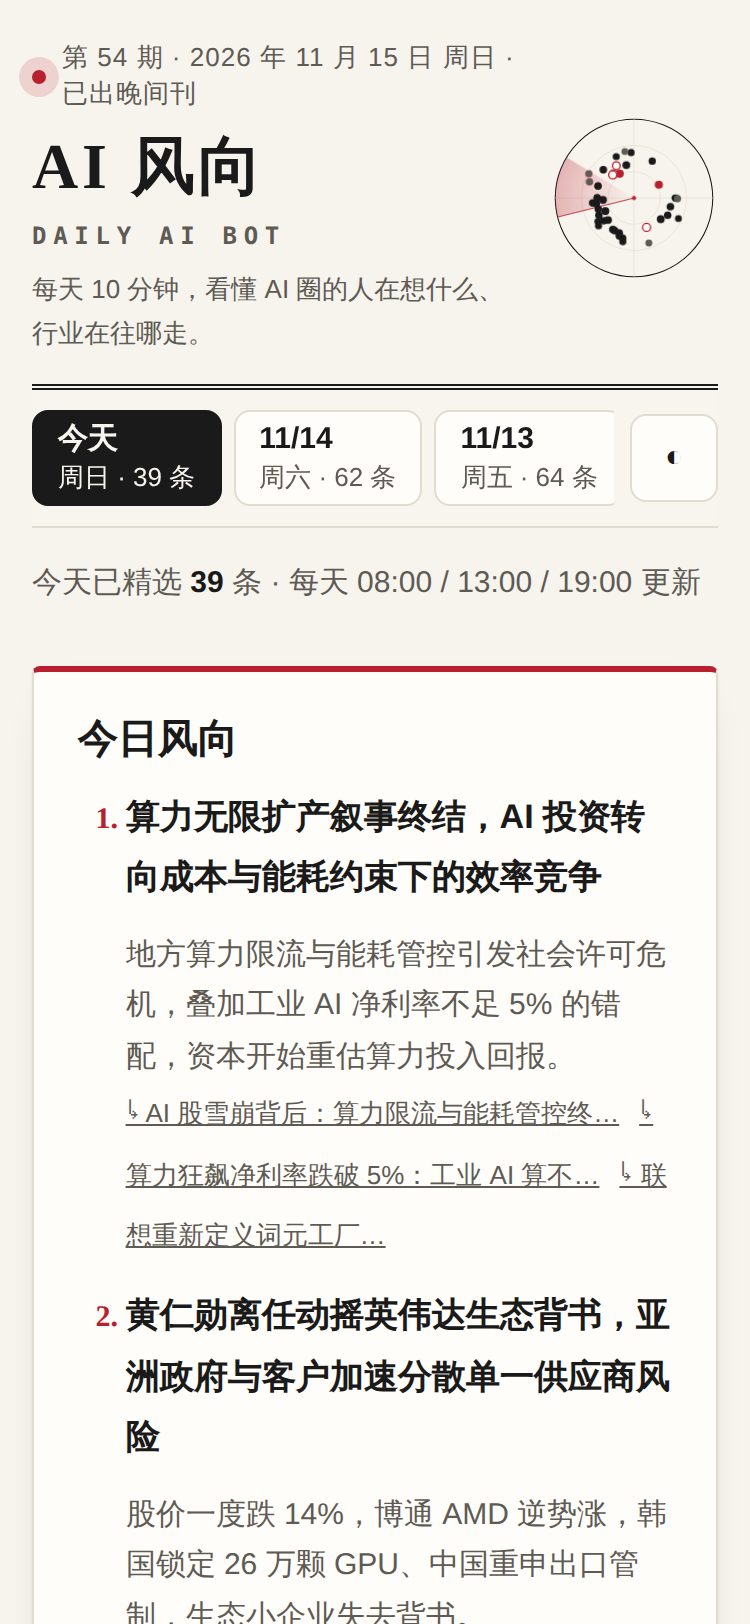 第 54 期 · 2026 年 11 月 15 日 周日 ·
已出晚间刊
AI 风向
DAILY AI BOT
每天 10 分钟，看懂 AI 圈的人在想什么、
行业在往哪走。
今天
周日 · 39 条
11/14
周六 · 62 条
11/13
周五 · 64 条
今天已精选 39 条 · 每天 08:00 / 13:00 / 19:00 更新
今日风向
1. 算力无限扩产叙事终结，AI 投资转
向成本与能耗约束下的效率竞争
地方算力限流与能耗管控引发社会许可危
机，叠加工业 AI 净利率不足 5% 的错
配，资本开始重估算力投入回报。
↳ AI 股雪崩背后：算力限流与能耗管控终… ↳
算力狂飙净利率跌破 5%：工业 AI 算不… ↳ 联
想重新定义词元工厂…
2. 黄仁勋离任动摇英伟达生态背书，亚
洲政府与客户加速分散单一供应商风
险
股价一度跌 14%，博通 AMD 逆势涨，韩
国锁定 26 万颗 GPU、中国重申出口管
制，生态小企业失去背书。